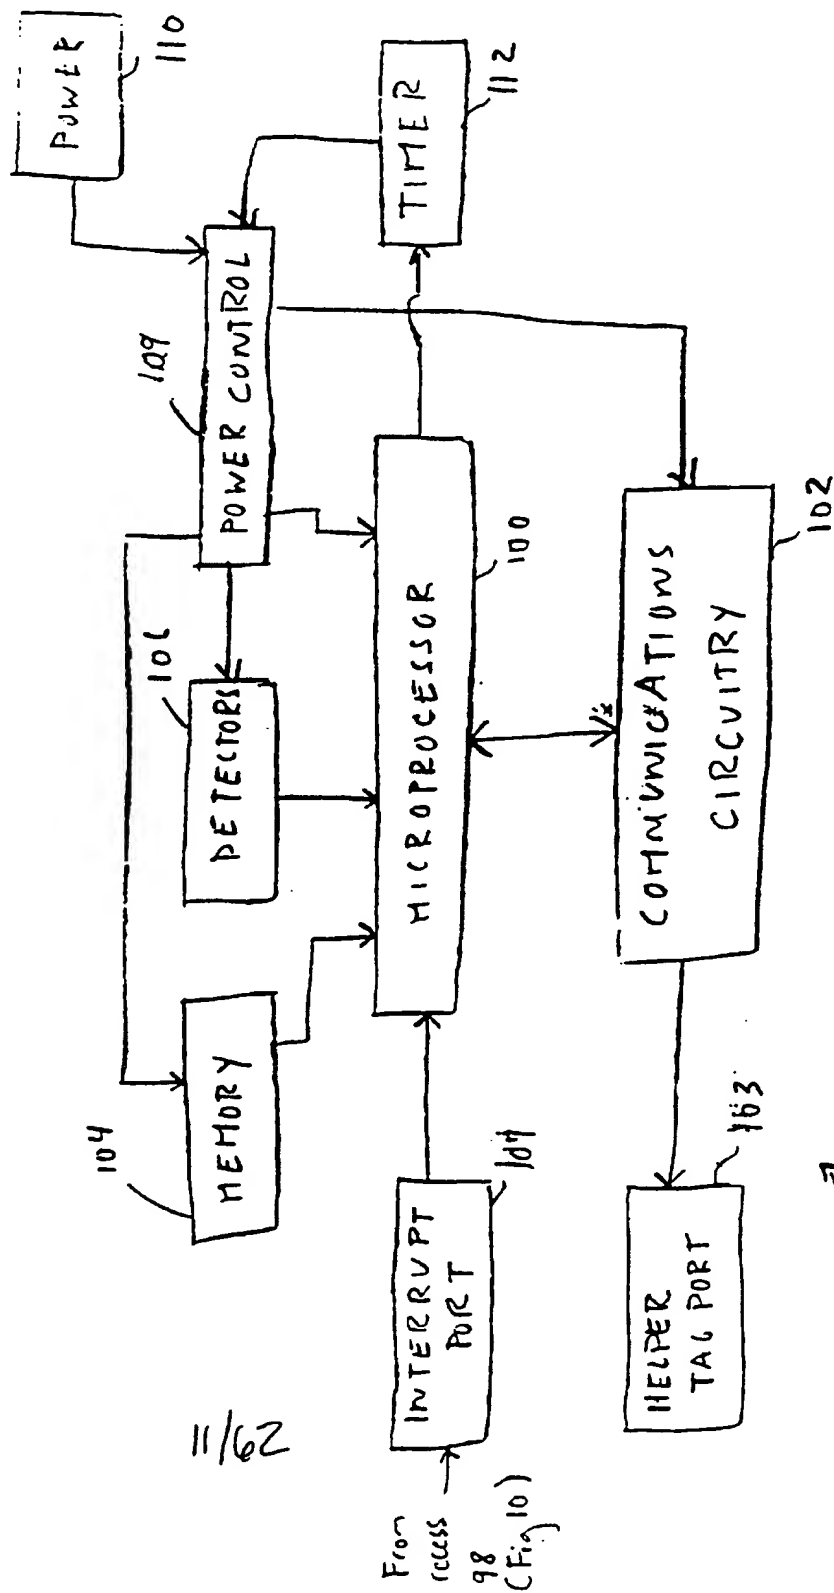 11/62
104
MEMORY
106
DETECTORS
109
POWER CONTROL
POWER
110
INTERRUPT
PORT
From
98
(Fig 10)
MICROPROCESSOR
100
TIMER
112
HELPER
TAG PORT
103
COMMUNICATIONS
CIRCUITRY
102